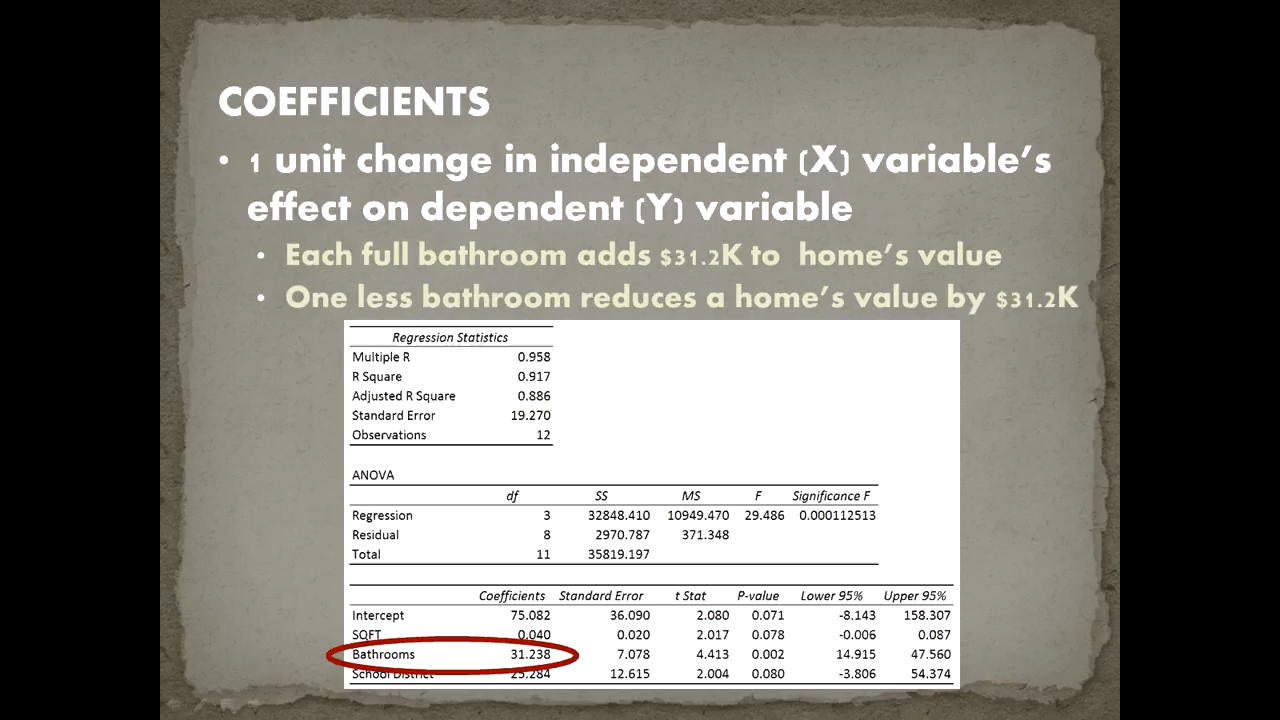 COEFFICIENTS
• 1 unit change in independent (X) variable's
effect on dependent (Y) variable
• Each full bathroom adds $31.2K to home's value
• One less bathroom reduces a home's value by $31.2K
Regression Statistics
Multiple R 0.958
R Square 0.917
Adjusted R Square 0.886
Standard Error 19.270
Observations 12
ANOVA
df SS MS F Significance F
Regression 3 32848.410 10949.470 29.486 0.000112513
Residual 8 2970.787 371.348
Total 11 35819.197
Coefficients Standard Error t Stat P-value Lower 95% Upper 95%
Intercept 75.082 36.090 2.080 0.071 -8.143 158.307
SQFT 0.040 0.020 2.017 0.078 -0.006 0.087
Bathrooms 31.238 7.078 4.413 0.002 14.915 47.560
School District 25.284 12.615 2.004 0.080 -3.806 54.374